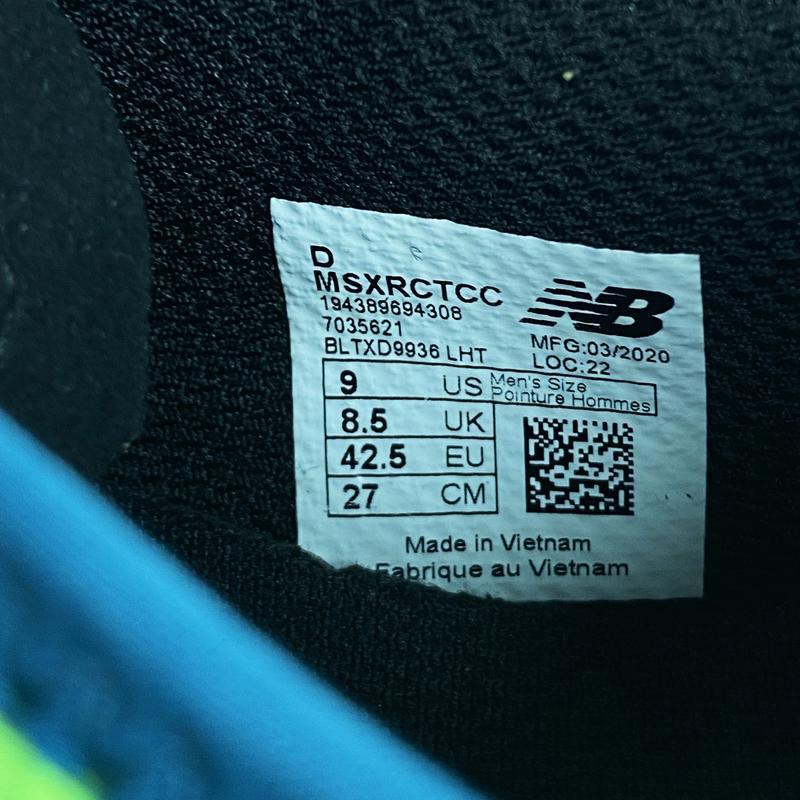 D
MSXRCTCC
194389694308
7035621
BLTXD9936 LHT
NB
MFG:03/2020
LOC:22
9 US Men's Size
Pointure Hommes
8.5 UK
42.5 EU
27 CM
Made in Vietnam
Fabrique au Vietnam